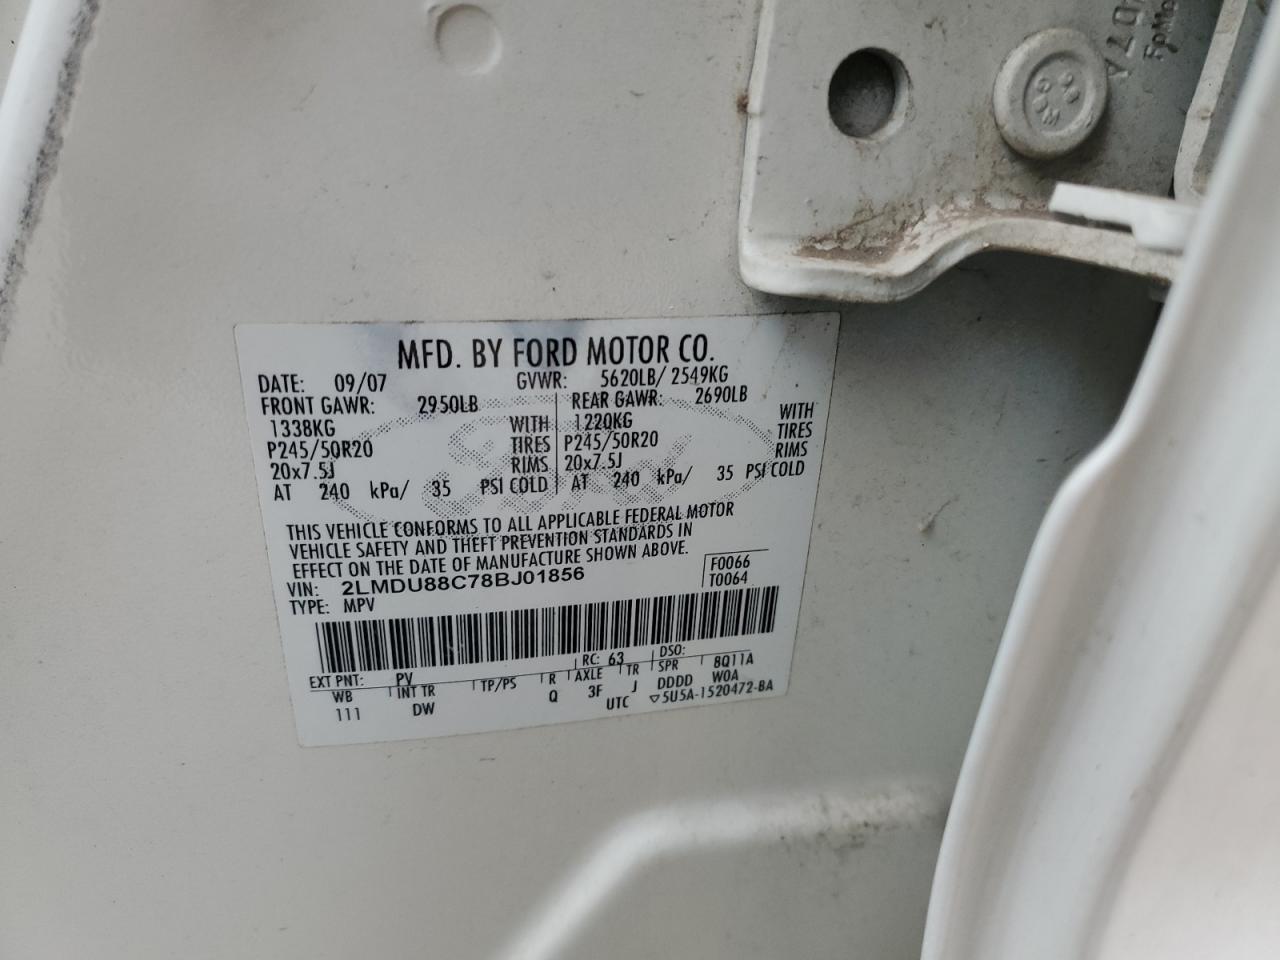 MFD. BY FORD MOTOR CO.
DATE: 09/07 GVWR: 5620LB/ 2549KG
FRONT GAWR: 2950LB REAR GAWR: 2690LB
1338KG WITH 1220KG WITH
P245/50R20 TIRES P245/50R20 TIRES
20x7.5J RIMS 20x7.5J RIMS
AT 240 kPa/ 35 PSI COLD AT 240 kPa/ 35 PSI COLD
THIS VEHICLE CONFORMS TO ALL APPLICABLE FEDERAL MOTOR
VEHICLE SAFETY AND THEFT PREVENTION STANDARDS IN
EFFECT ON THE DATE OF MANUFACTURE SHOWN ABOVE.
VIN: 2LMDU88C78BJ01856 F0066
TYPE: MPV T0064
EXT PNT: PV RC: 63 DSO:
WB INT TR TP/PS R AXLE TR SPR 8Q11A
111 DW Q 3F J DDDD WOA
UTC ▽5U5A-1520472-BA